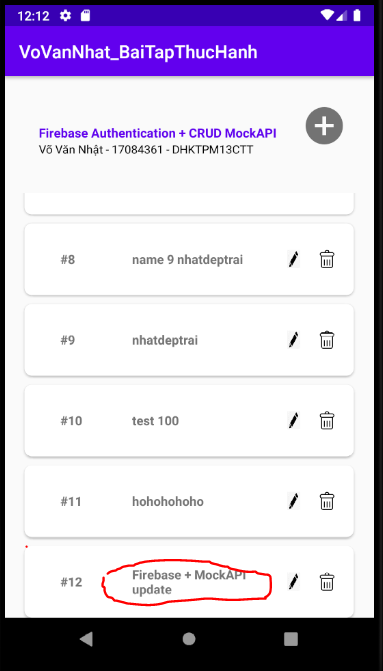 12:12
VoVanNhat_BaiTapThucHanh
Firebase Authentication + CRUD MockAPI
Võ Văn Nhật - 17084361 - DHKTPM13CTT
#8 name 9 nhatdeptrai
#9 nhatdeptrai
#10 test 100
#11 hohohohoho
#12 Firebase + MockAPI
update